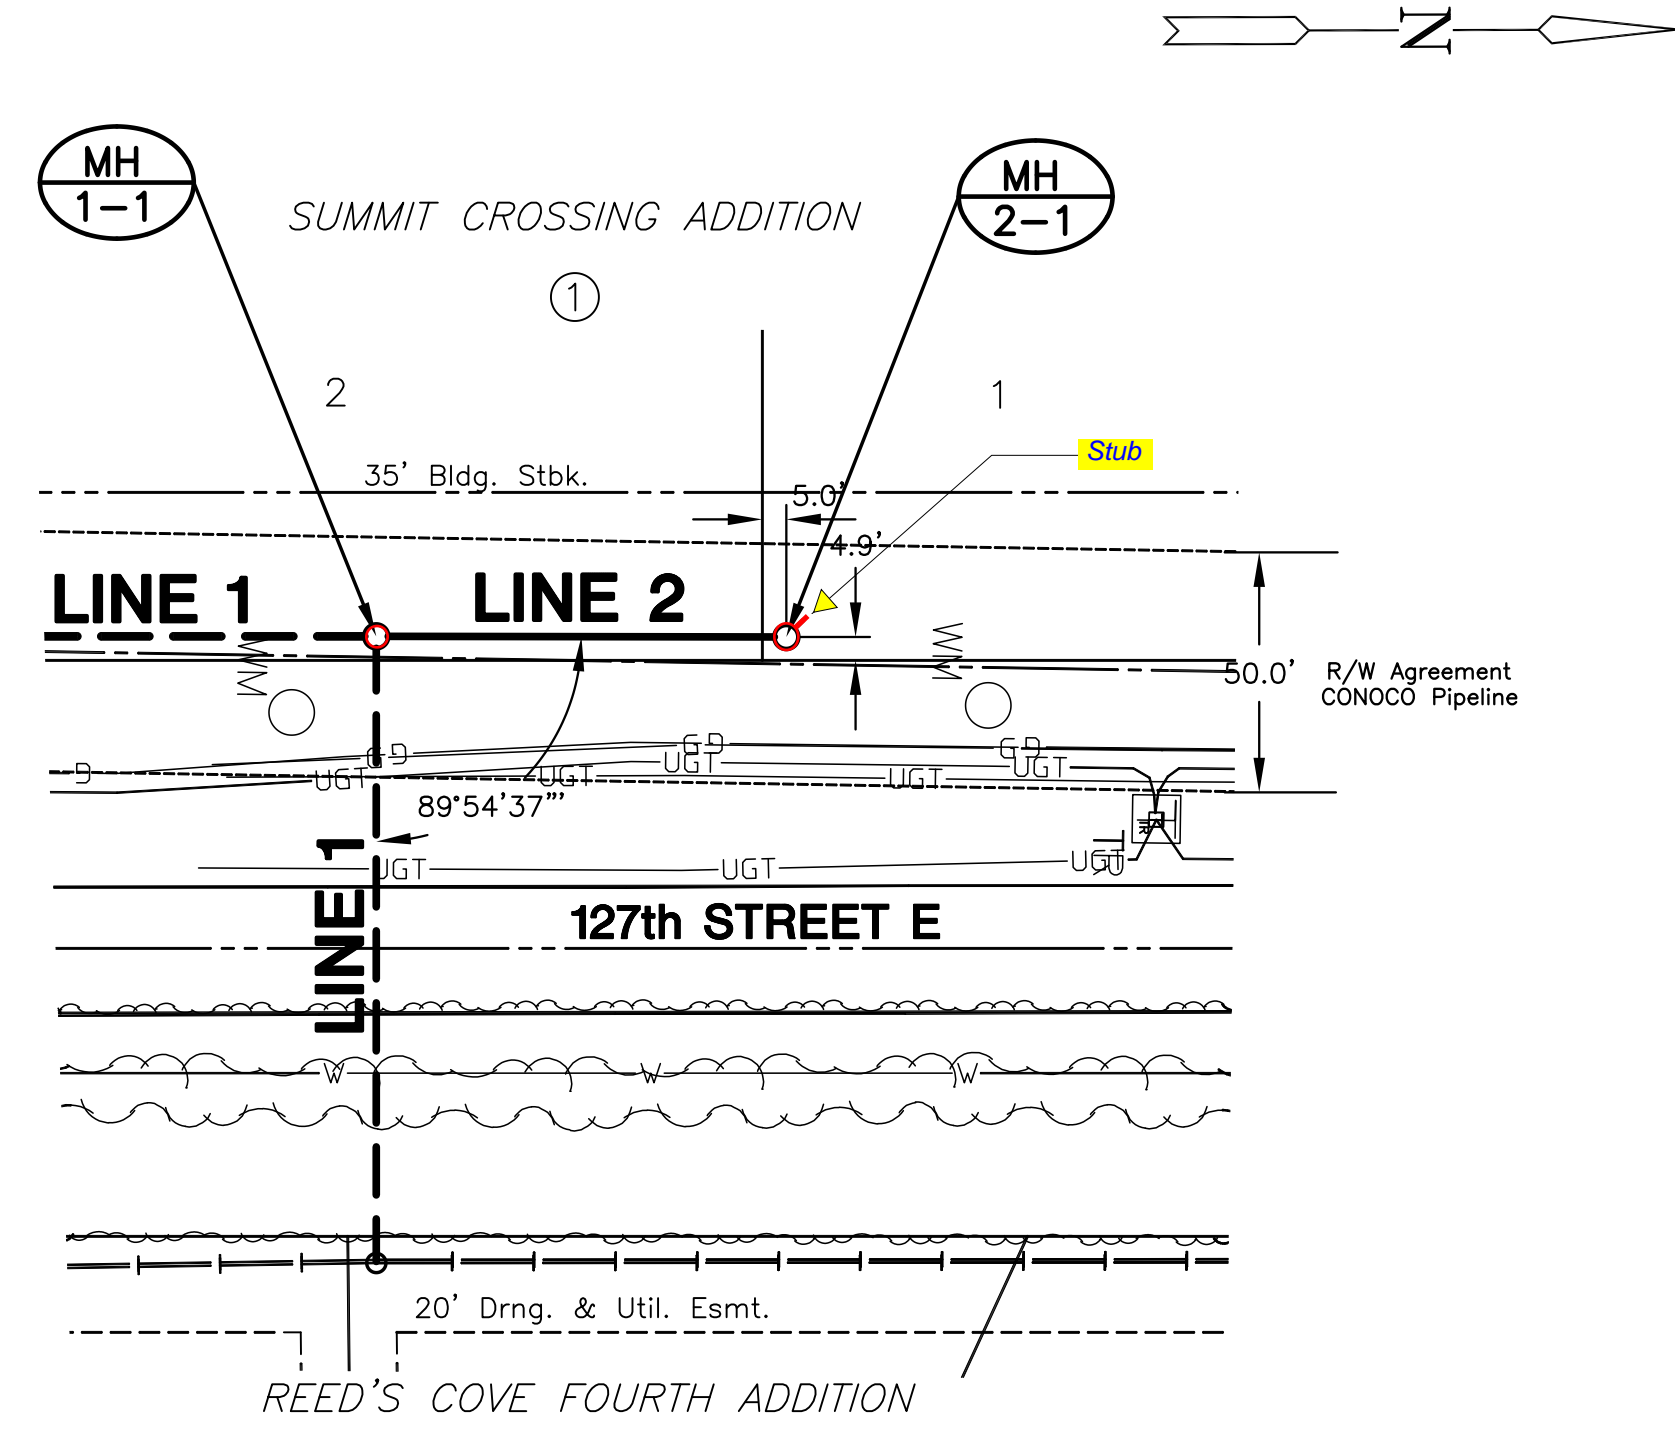 N
MH
1-1
MH
2-1
SUMMIT CROSSING ADDITION
1
2
1
Stub
35' Bldg. Stbk.
5.0'
4.9'
LINE 1
LINE 2
50.0'
R/W Agreement
CONOCO Pipeline
G
G
G
UGT
UGT
UGT
UGT
UGT
89°54'37"'
UGT
UGT
UGT
LINE 1
127th STREET E
W
W
W
20' Drng. & Util. Esmt.
REED'S COVE FOURTH ADDITION